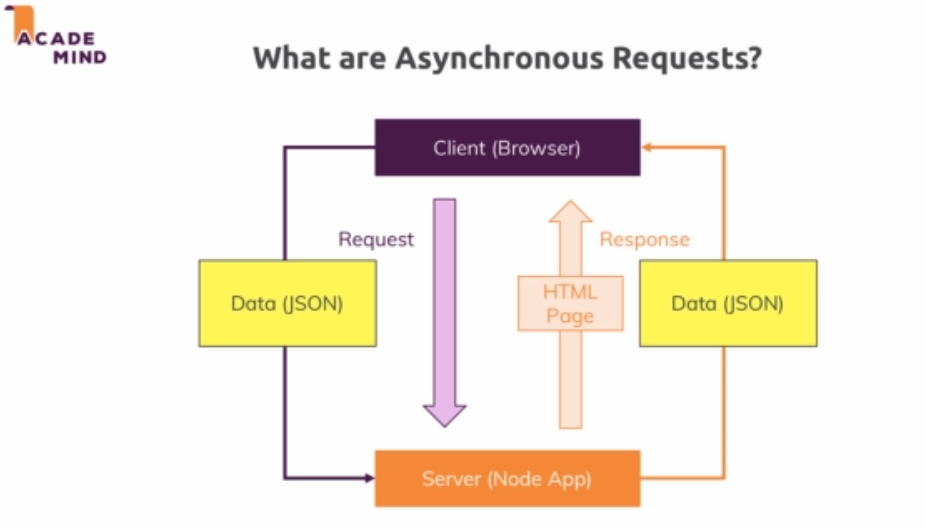 ACADE
MIND
What are Asynchronous Requests?
Client (Browser)
Request
Response
Data (JSON)
HTML
Page
Data (JSON)
Server (Node App)